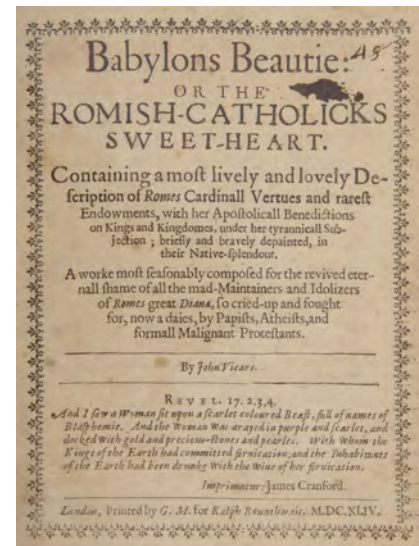 Babylons Beautie:
OR THE
ROMISH-CATHOLICKS
SWEET-HEART.
Containing a moſt lively and lovely De-
ſcription of Romes Cardinall Vertues and rareſt
Endowments, with her Apoſtolicall Benedictions
on Kings and Kingdomes, under her tyrannicall Sub-
jection ; briefly and bravely depainted, in
their Native-ſplendour.
A worke moſt ſeaſonably compoſed for the revived eter-
nall ſhame of all the mad-Maintainers and Idolizers
of Romes great Diana, ſo cried-up and fought
for, now a daies, by Papiſts, Atheiſts, and
formall Malignant Proteſtants.
By John Vicars.
REVEL. 17. 2,3,4.
And I ſaw a Woman ſit upon a ſcarlet coloured Beaſt, full of names of
Blaſphemie. And the Woman was arayed in purple and ſcarlet, and
decked with gold and precious-ſtones and pearles. With whom the
Kings of the Earth had committed fornication, and the Inhabitants
of the Earth had been drunke with the wine of her fornication.
Imprimatur: James Cranford.
London, Printed by G. M. for Ralph Rounthwait. M.DC.XLIV.